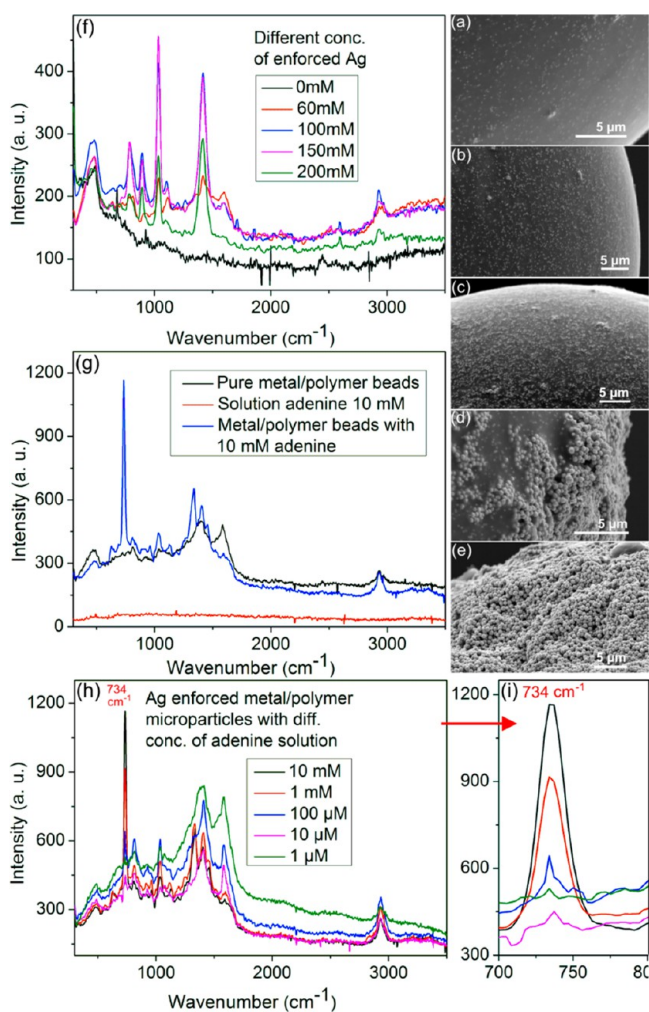 (f)
Different conc.
of enforced Ag
0mM
60mM
100mM
150mM
200mM
400
300
200
100
Intensity (a. u.)
1000 2000 3000
Wavenumber (cm-1)
(a)
5 µm
(b)
5 µm
(c)
5 µm
(d)
5 µm
(e)
5 µm
(g)
Pure metal/polymer beads
Solution adenine 10 mM
Metal/polymer beads with
10 mM adenine
1200
900
600
300
0
Intensity (a. u.)
1000 2000 3000
Wavenumber (cm-1)
(h)
734
cm-1
Ag enforced metal/polymer
microparticles with diff.
conc. of adenine solution
10 mM
1 mM
100 µM
10 µM
1 µM
1200
900
600
300
Intensity (a. u.)
1000 2000 3000
Wavenumber (cm-1)
(i) 734 cm-1
1200
900
600
300
700 750 80